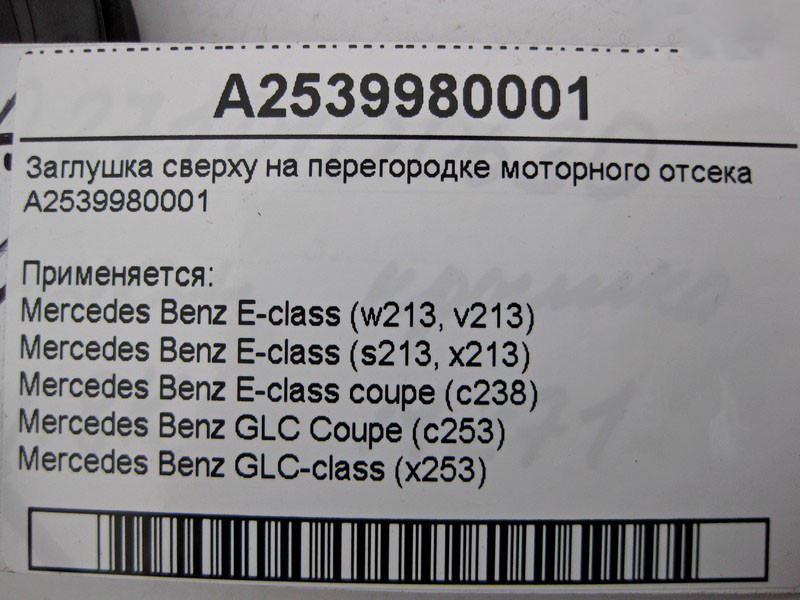 A2539980001
Заглушка сверху на перегородке моторного отсека
A2539980001
Применяется:
Mercedes Benz E-class (w213, v213)
Mercedes Benz E-class (s213, x213)
Mercedes Benz E-class coupe (c238)
Mercedes Benz GLC Coupe (c253)
Mercedes Benz GLC-class (x253)